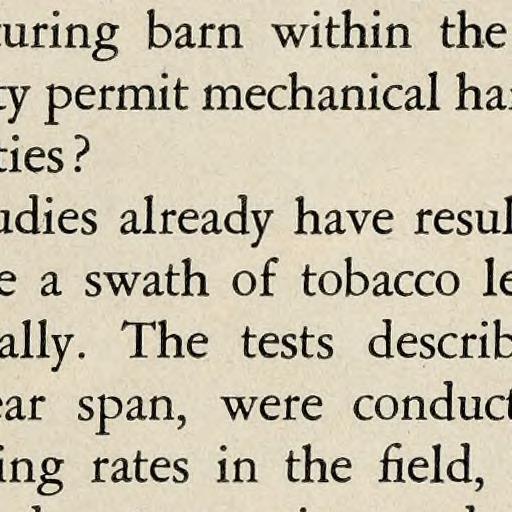 turing barn within the
ty permit mechanical ha
ties?
udies already have resul
e a swath of tobacco le
ally. The tests describ
ear span, were conduct
ing rates in the field,